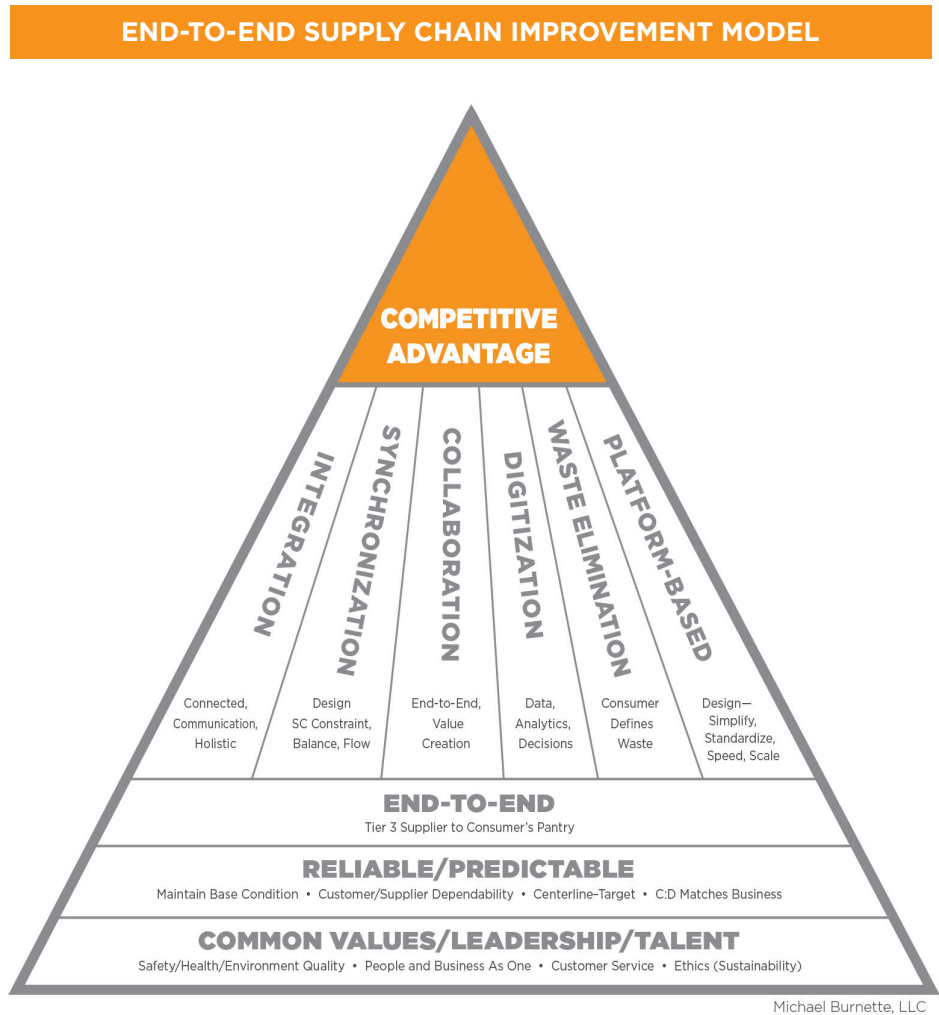 END-TO-END SUPPLY CHAIN IMPROVEMENT MODEL
COMPETITIVE
ADVANTAGE
INTEGRATION
Connected,
Communication,
Holistic
SYNCHRONIZATION
Design
SC Constraint,
Balance, Flow
COLLABORATION
End-to-End,
Value
Creation
DIGITIZATION
Data,
Analytics,
Decisions
WASTE ELIMINATION
Consumer
Defines
Waste
PLATFORM-BASED
Design—
Simplify,
Standardize,
Speed, Scale
END-TO-END
Tier 3 Supplier to Consumer's Pantry
RELIABLE/PREDICTABLE
Maintain Base Condition • Customer/Supplier Dependability • Centerline–Target • C:D Matches Business
COMMON VALUES/LEADERSHIP/TALENT
Safety/Health/Environment Quality • People and Business As One • Customer Service • Ethics (Sustainability)
Michael Burnette, LLC